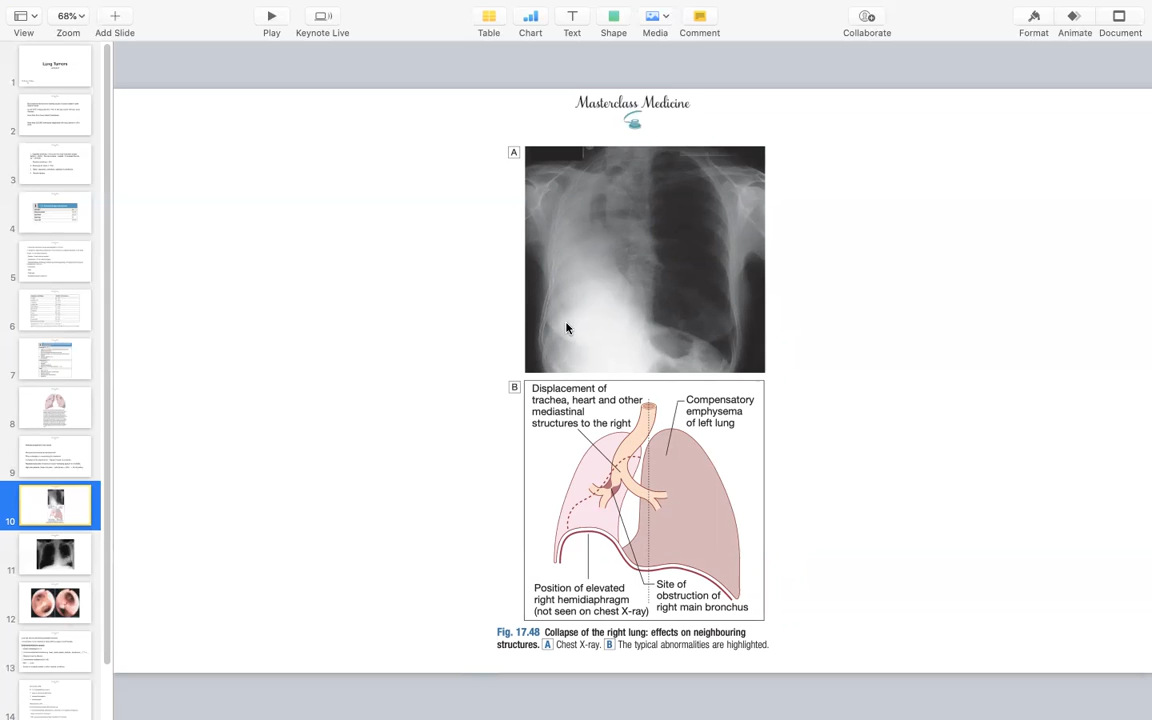 68%
View
Zoom
Add Slide
Play
Keynote Live
Table
Chart
Text
Shape
Media
Comment
Collaborate
Format
Animate
Document
Lung Tumors
1
2
3
4
5
6
7
8
9
10
11
12
13
14
Masterclass Medicine
A
B
Displacement of
trachea, heart and other
mediastinal
structures to the right
Compensatory
emphysema
of left lung
Position of elevated
right hemidiaphragm
(not seen on chest X-ray)
Site of
obstruction of
right main bronchus
Fig. 17.48 Collapse of the right lung: effects on neighbouring
structures. A Chest X-ray. B The typical abnormalities are highlighted.